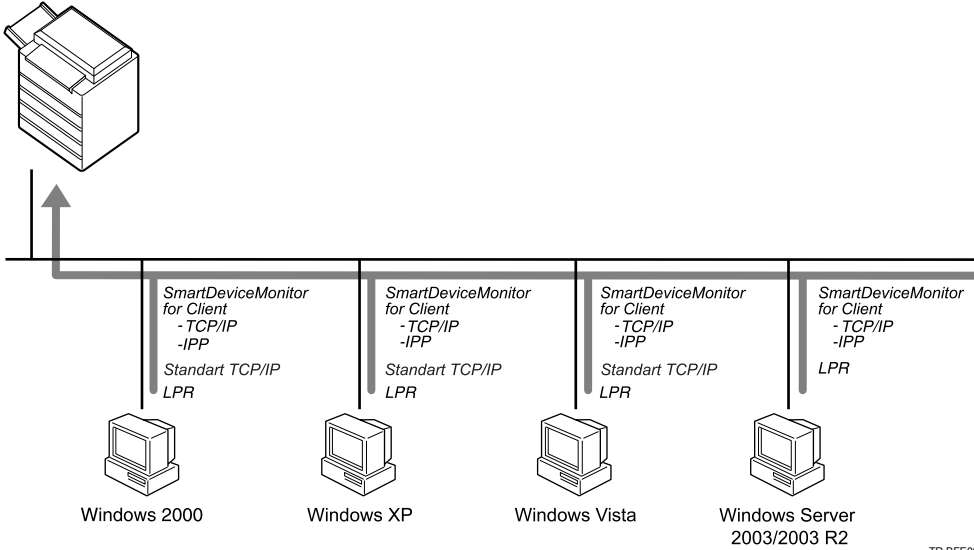 SmartDeviceMonitor
for Client
- TCP/IP
-IPP
Standart TCP/IP
LPR
Windows 2000
SmartDeviceMonitor
for Client
- TCP/IP
-IPP
Standart TCP/IP
LPR
Windows XP
SmartDeviceMonitor
for Client
- TCP/IP
-IPP
Standart TCP/IP
LPR
Windows Vista
SmartDeviceMonitor
for Client
- TCP/IP
-IPP
LPR
Windows Server
2003/2003 R2